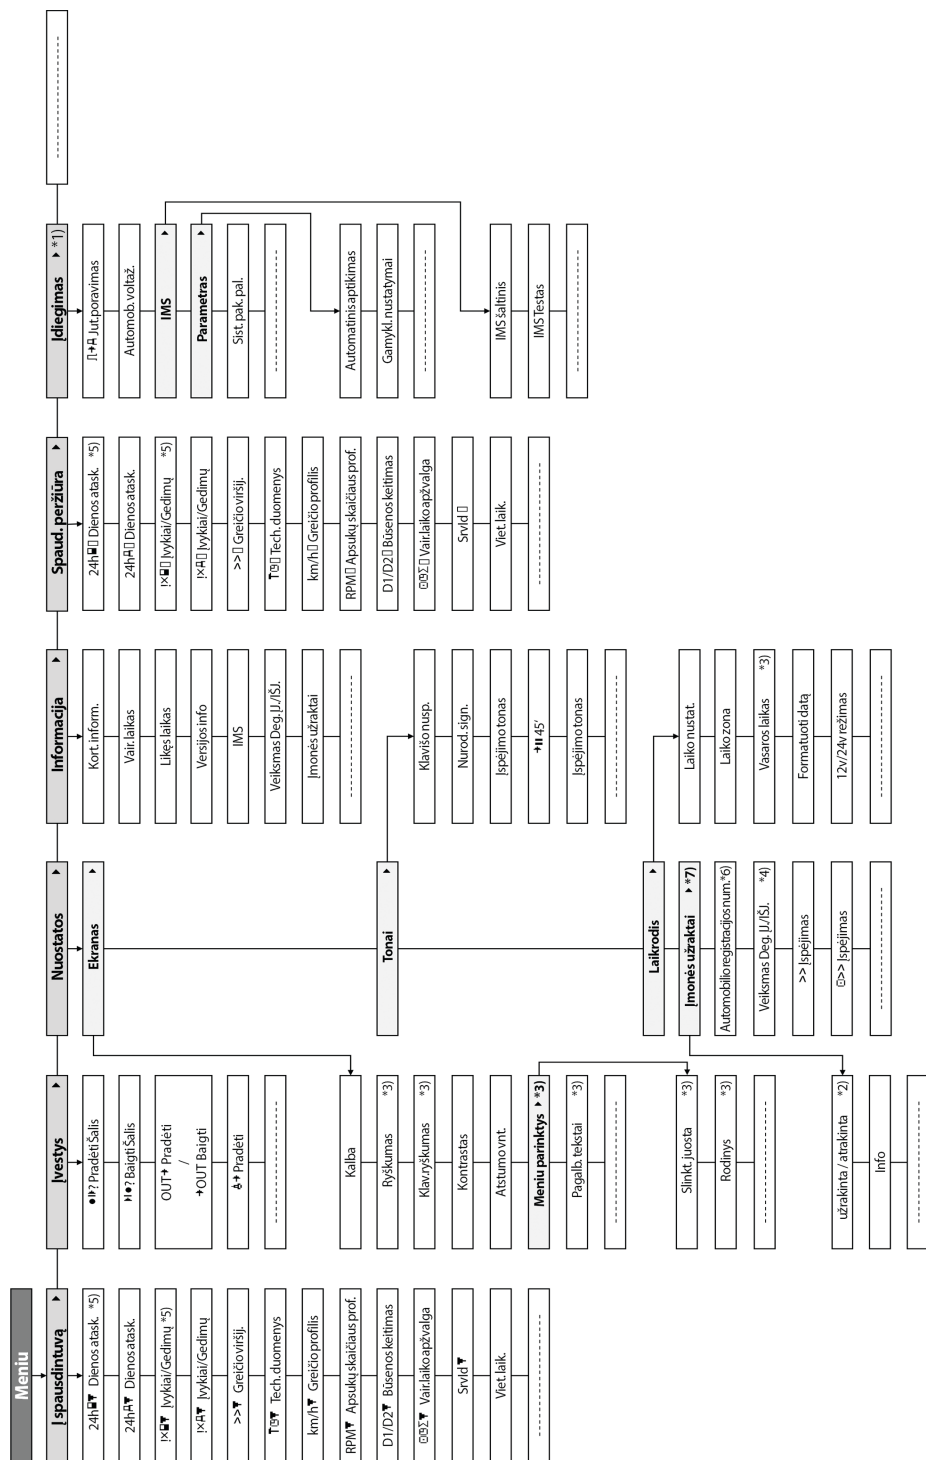 Meniu
Į spausdintuvą
24h Dienos atask. *5)
24h Dienos atask.
!× Įvykiai/Gedimų *5)
!× Įvykiai/Gedimų
>>▼ Greičio viršij.
Tech. duomenys
km/h▼ Greičio profilis
RPM▼ Apsukų skaičiaus prof.
D1/D2▼ Būsenos keitimas
Vair.laiko apžvalga
Srvld ▼
Viet.laik.
Įvestys
? Pradėti Šalis
? Baigti Šalis
OUT➔ Pradėti
/
➔OUT Baigti
➔ Pradėti
Kalba
Ryškumas *3)
Klav.ryškumas *3)
Kontrastas
Atstumo vnt.
Meniu parinktys *3)
Pagalb. tekstai *3)
Slinkt. juosta *3)
Rodinys *3)
užrakinta / atrakinta *2)
Info
Nuostatos
Ekranas
Tonai
Laikrodis
Įmonės užraktai *7)
Automobilio registracijos num.*6)
Veiksmas Deg. ĮJ./IŠJ. *4)
>> Įspėjimas
>> Įspėjimas
Informacija
Kort. inform.
Vair. laikas
Likęs laikas
Versijos info
IMS
Veiksmas Deg. ĮJ./IŠJ.
Įmonės užraktai
Klavišo nusp.
Nurod. sign.
Įspėjimo tonas
45'
Įspėjimo tonas
Laiko nustat.
Laiko zona
Vasaros laikas *3)
Formatuoti datą
12v/24v režimas
Spaud. peržiūra
24h Dienos atask. *5)
24h Dienos atask.
!× Įvykiai/Gedimų *5)
!× Įvykiai/Gedimų
>> Greičio viršij.
Tech. duomenys
km/h Greičio profilis
RPM Apsukų skaičiaus prof.
D1/D2 Būsenos keitimas
Vair.laiko apžvalga
Srvld
Viet.laik.
Įdiegimas *1)
Jut.poravimas
Automob. voltaž.
IMS
Parametras
Sist. pak. pal.
Automatinis aptikimas
Gamykl. nustatymai
IMS šaltinis
IMS Testas